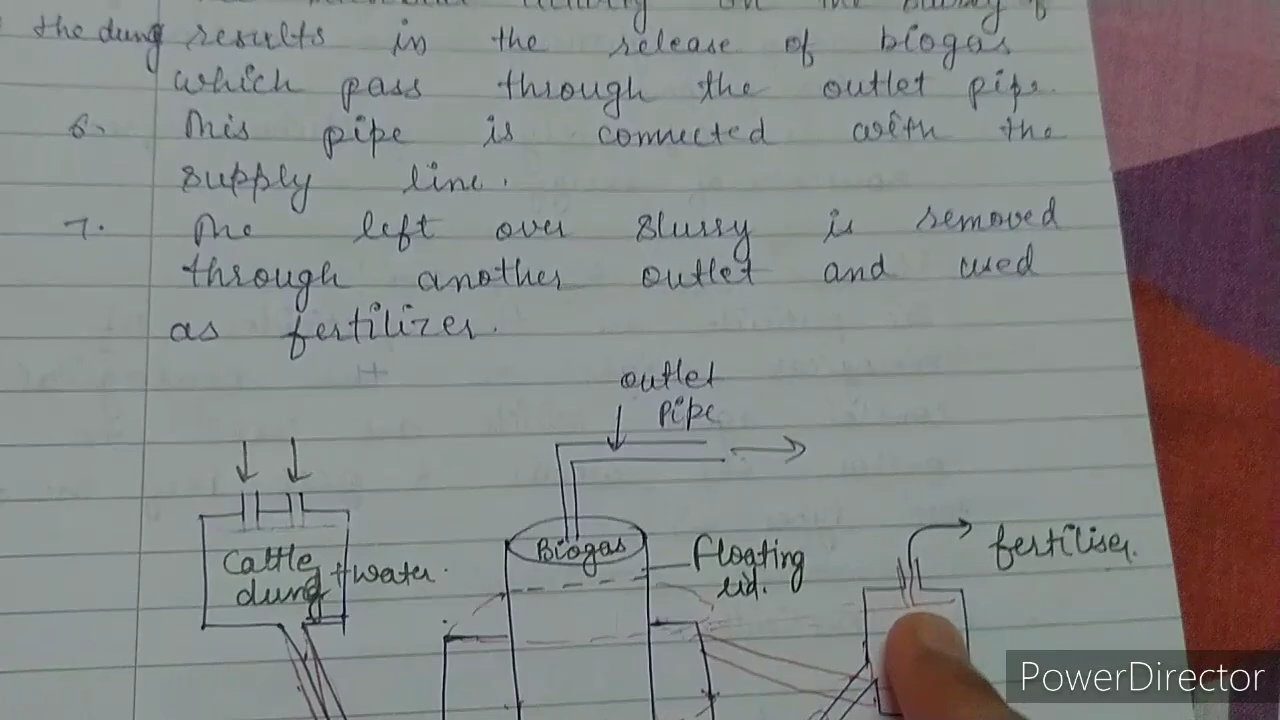 the dung results in the release of biogas
which pass through the outlet pipe.
6. This pipe is connected with the
supply line.
7. The left over slurry is removed
through another outlet and used
as fertilizer.
outlet
pipe
Cattle
dung + water.
Biogas
Floating
lid.
fertiliser.
PowerDirector